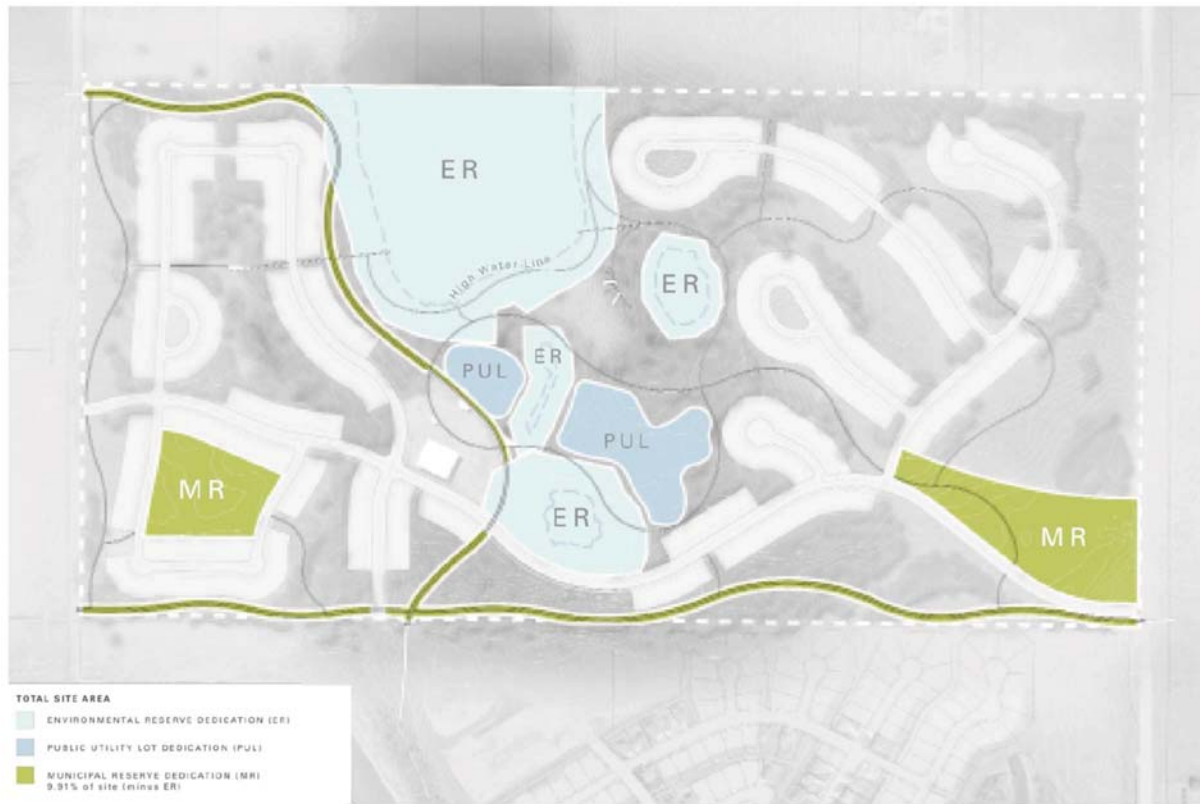 ER
High Water Line
ER
ER
PUL
PUL
MR
ER
MR
TOTAL SITE AREA
ENVIRONMENTAL RESERVE DEDICATION (ER)
PUBLIC UTILITY LOT DEDICATION (PUL)
MUNICIPAL RESERVE DEDICATION (MR)
9.91% of site (minus ER)